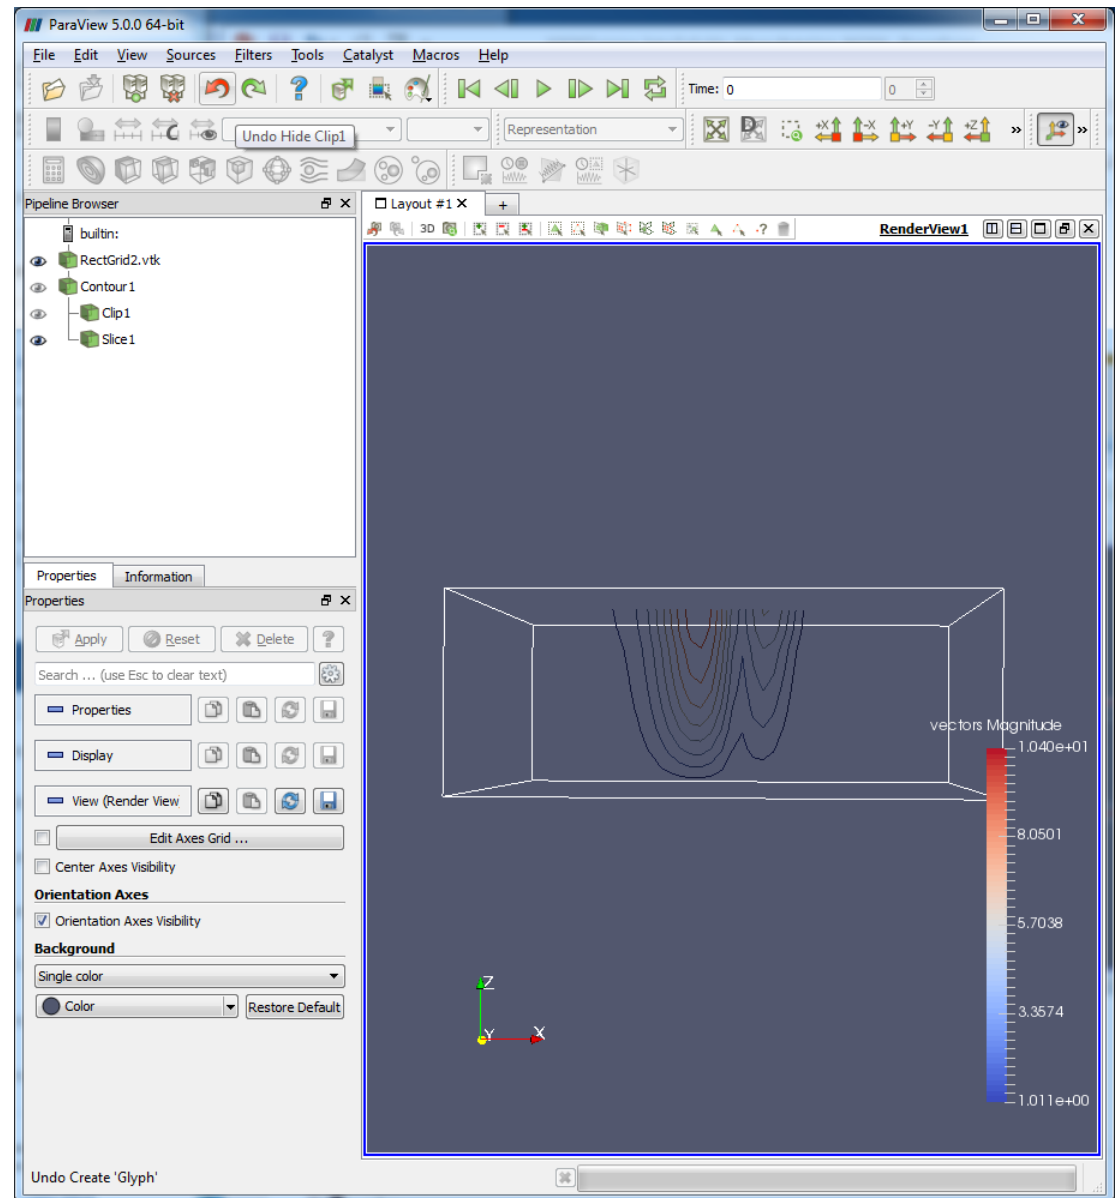 ParaView 5.0.0 64-bit
File Edit View Sources Filters Tools Catalyst Macros Help
Time: 0 0
Undo Hide Clip1 Representation +X -X +Y -Y +Z » »
Pipeline Browser
Layout #1 X +
3D RenderView1
builtin:
RectGrid2.vtk
Contour1
Clip1
Slice1
Properties Information
Properties
Apply Reset Delete ?
Search ... (use Esc to clear text)
Properties
Display
View (Render View
Edit Axes Grid ...
Center Axes Visibility
Orientation Axes
Orientation Axes Visibility
Background
Single color
Color Restore Default
vectors Magnitude
1.040e+01
8.0501
5.7038
3.3574
1.011e+00
Z
Y X
Undo Create 'Glyph'